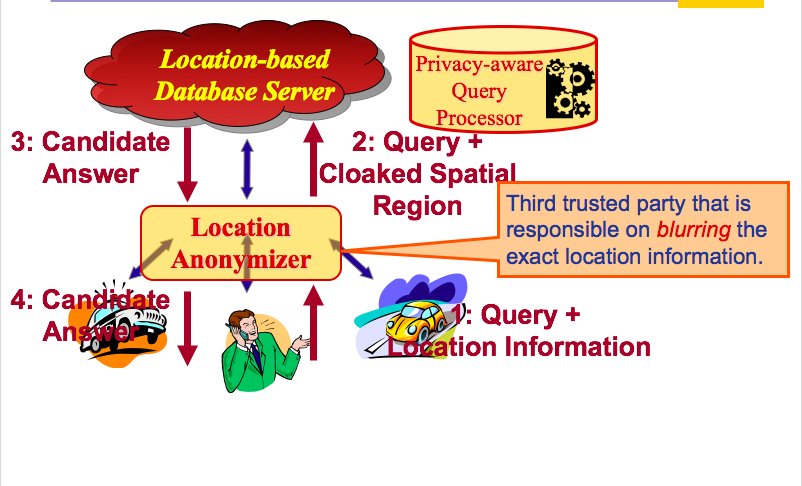 Location-based
Database Server
Privacy-aware
Query
Processor
3: Candidate
Answer
2: Query +
Cloaked Spatial
Region
Third trusted party that is
responsible on blurring the
exact location information.
Location
Anonymizer
4: Candidate
Answer
1: Query +
Location Information